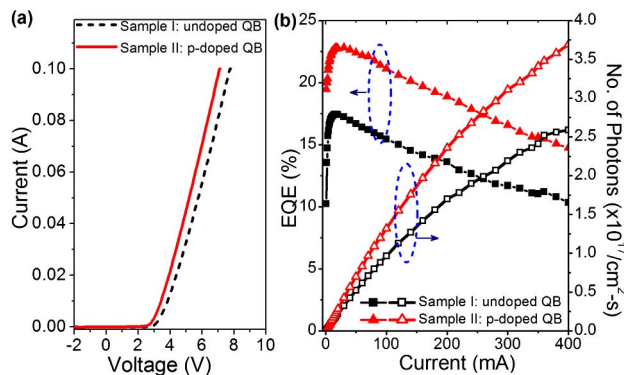 (a)
Sample I: undoped QB
Sample II: p-doped QB
Current (A)
0.10
0.08
0.06
0.04
0.02
0.00
-2 0 2 4 6 8 10
Voltage (V)
(b)
EQE (%)
25
20
15
10
5
0
4.0
3.5
3.0
2.5
2.0
1.5
1.0
0.5
0.0
No. of Photons (x10¹⁷/cm²-s)
Sample I: undoped QB
Sample II: p-doped QB
0 100 200 300 400
Current (mA)